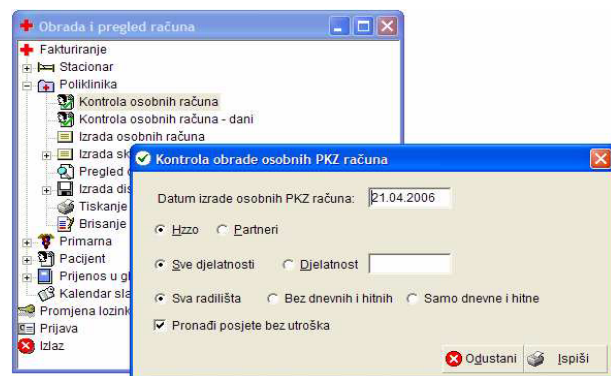 Obrada i pregled računa
Fakturiranje
Stacionar
Poliklinika
Kontrola osobnih računa
Kontrola osobnih računa - dani
Izrada osobnih računa
Izrada sk
Pregled
Izrada dis
Tiskanje
Brisanje
Primarna
Pacijent
Prijenos u gl
Kalendar sla
Promjena lozink
Prijava
Izlaz
Kontrola obrade osobnih PKZ računa
Datum izrade osobnih PKZ računa: 21.04.2006
Hzzo Partneri
Sve djelatnosti Djelatnost
Sva radilišta Bez dnevnih i hitnih Samo dnevne i hitne
Pronađi posjete bez utroška
Odustani Ispiši